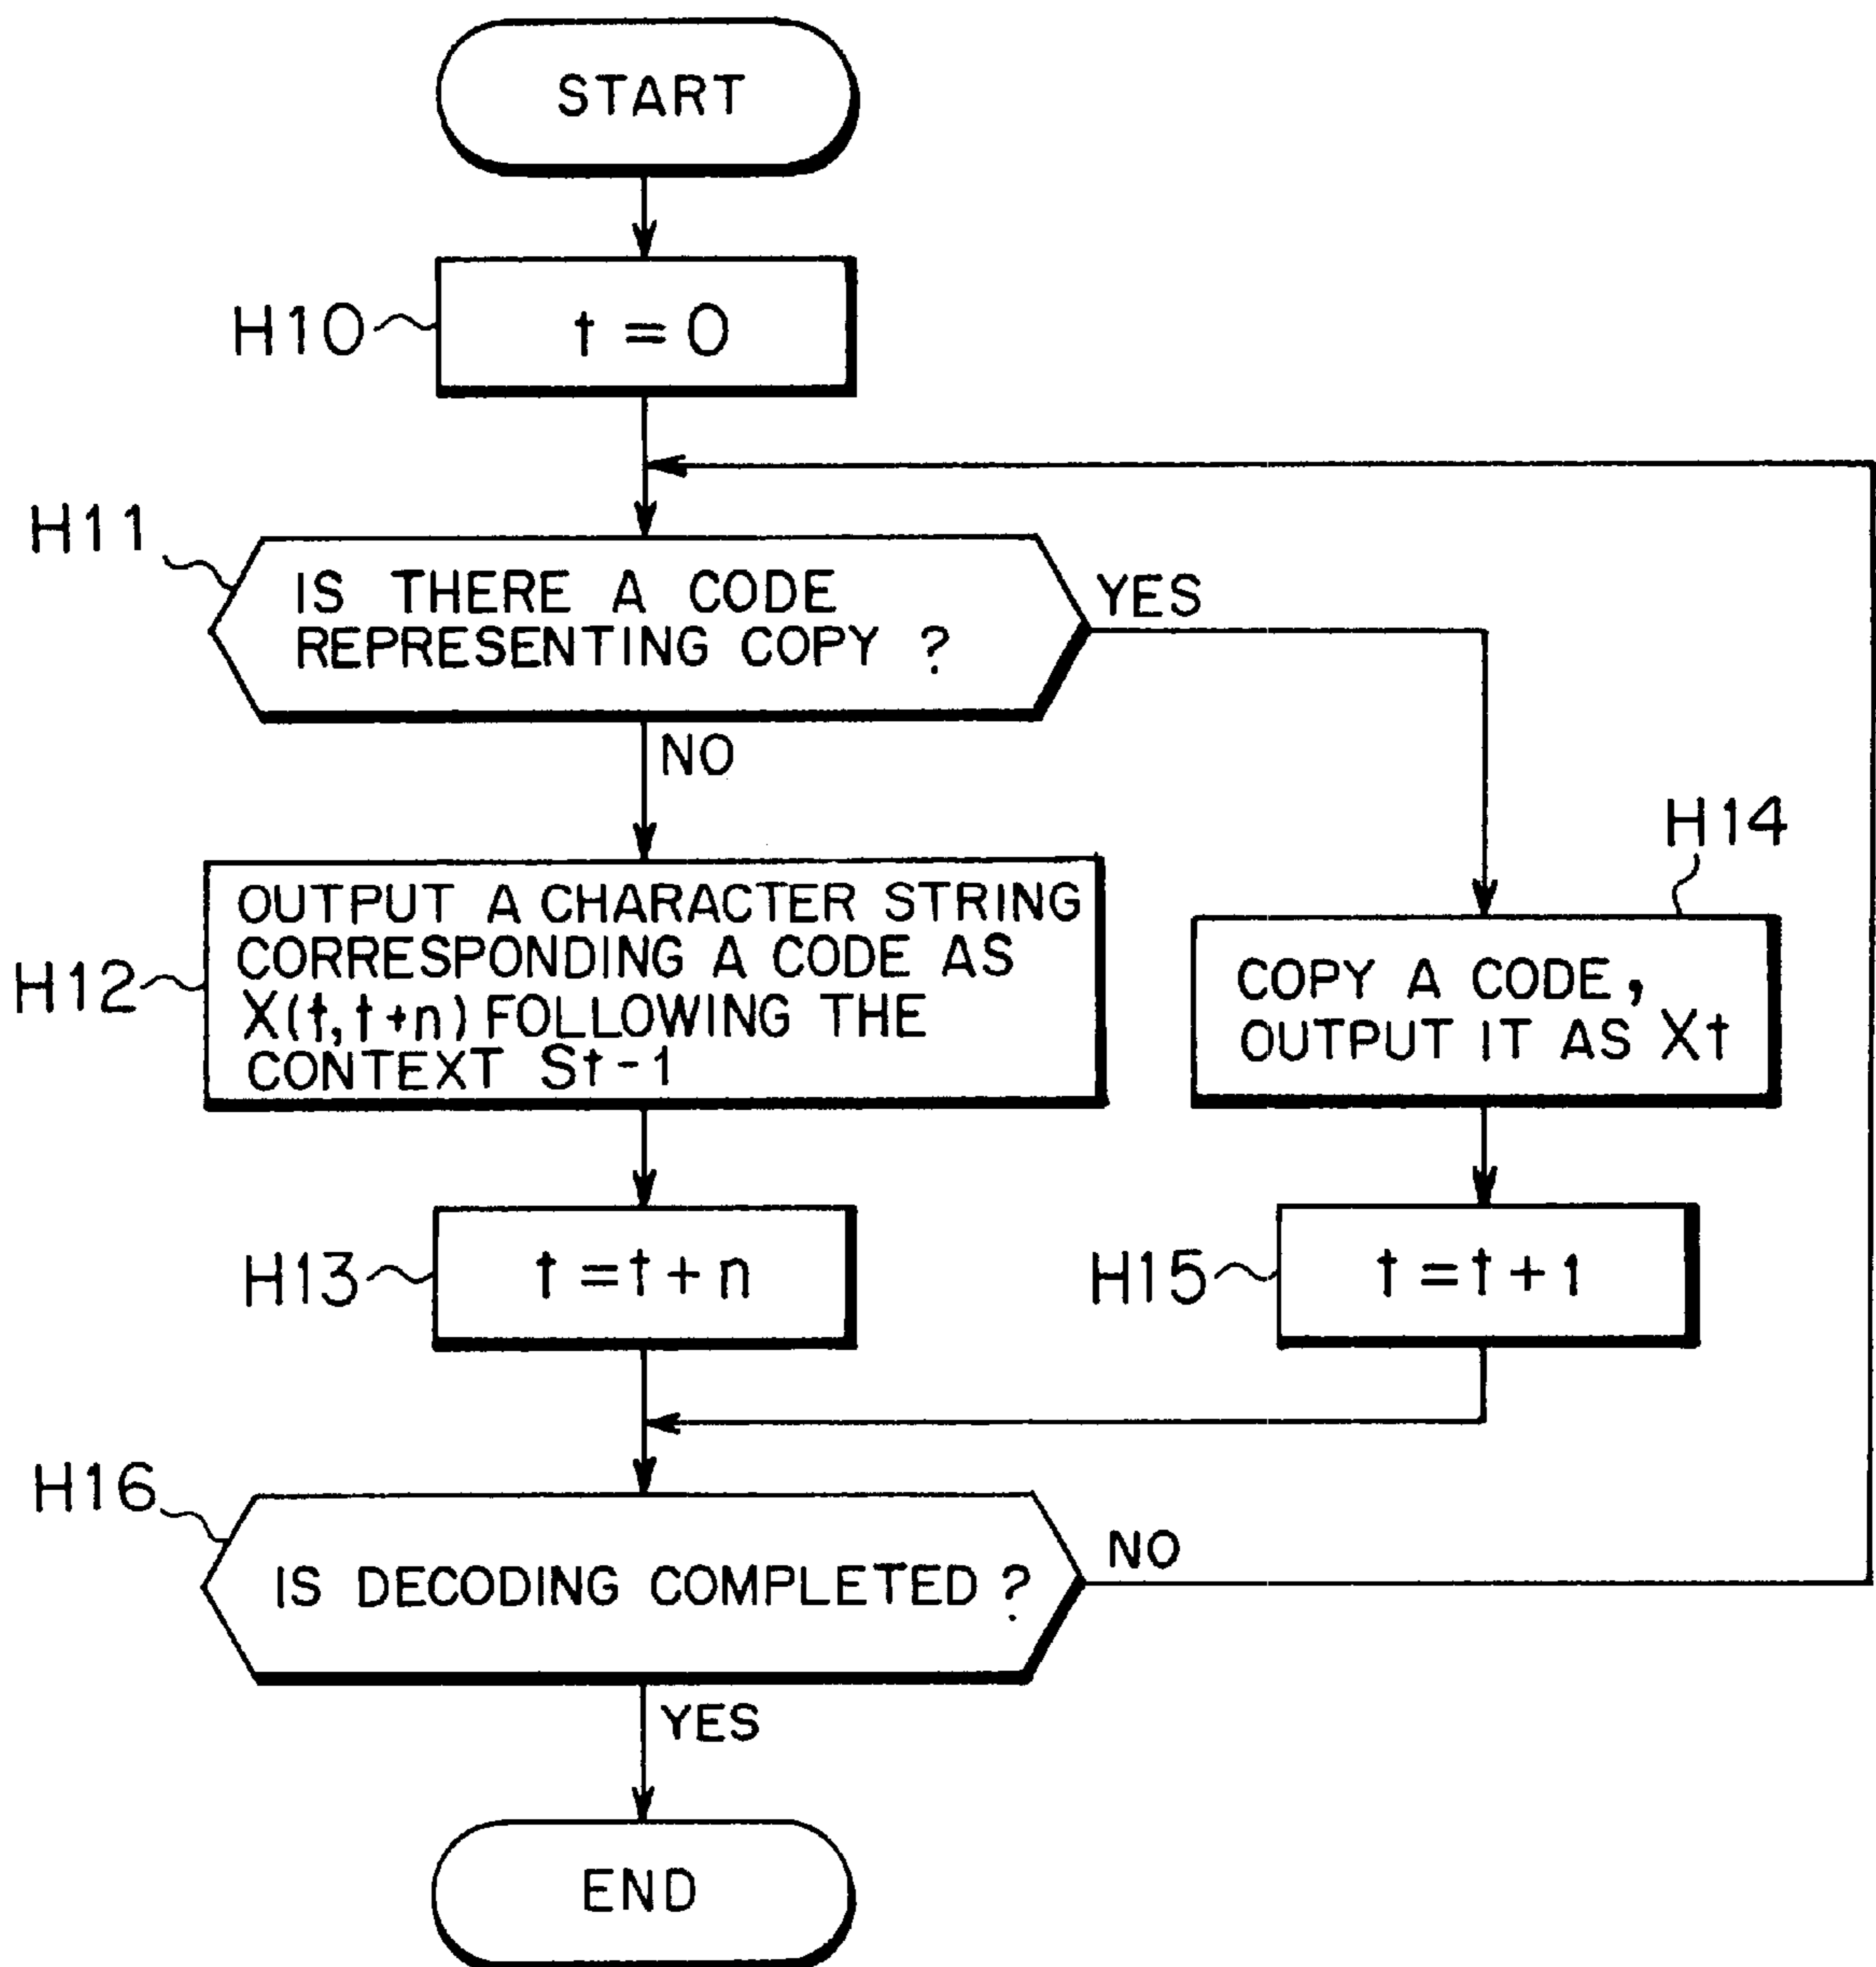 START
H10
t = 0
H11
IS THERE A CODE
REPRESENTING COPY ?
YES
NO
H14
OUTPUT A CHARACTER STRING
CORRESPONDING A CODE AS
X(t,t+n) FOLLOWING THE
CONTEXT St-1
H12
COPY A CODE,
OUTPUT IT AS Xt
H13
t = t + n
H15
t = t + 1
H16
IS DECODING COMPLETED ?
NO
YES
END